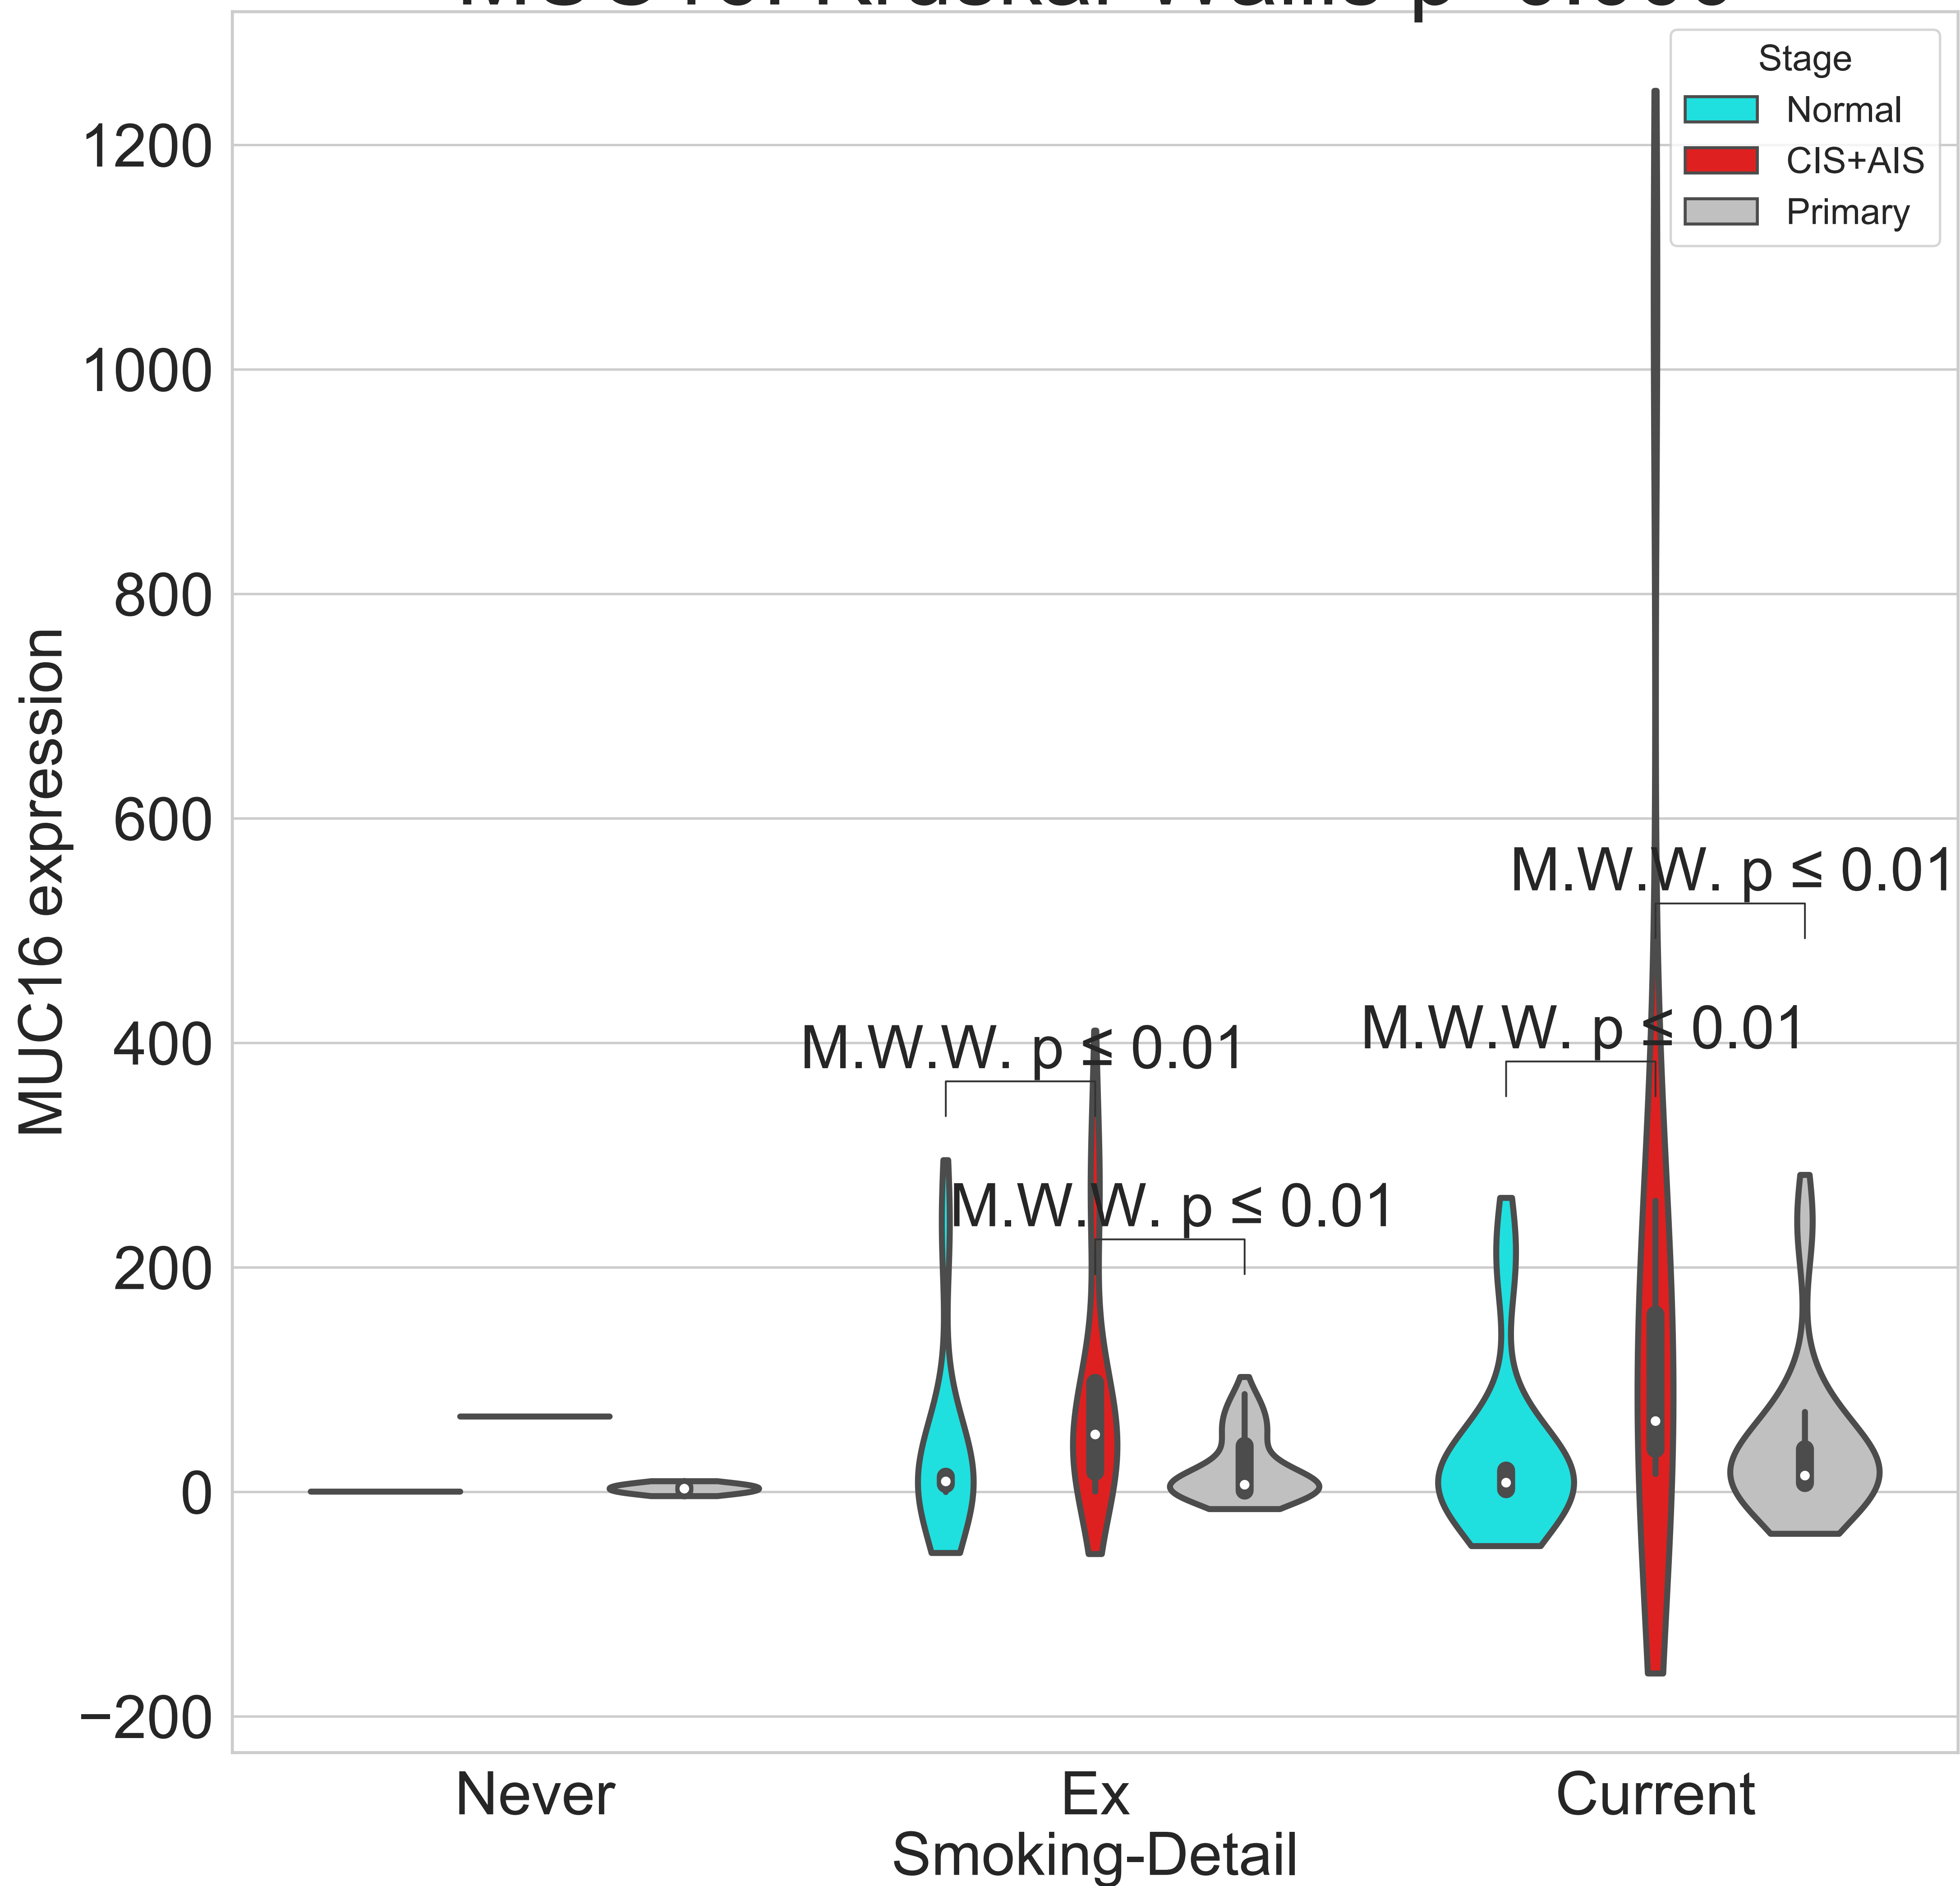 Stage
Normal
CIS+AIS
Primary
1200
1000
800
600
400
200
0
−200
MUC16 expression
M.W.W. p ≤ 0.01
M.W.W. p ≤ 0.01
M.W.W. p ≤ 0.01
M.W.W. p ≤ 0.01
Never
Ex
Current
Smoking-Detail